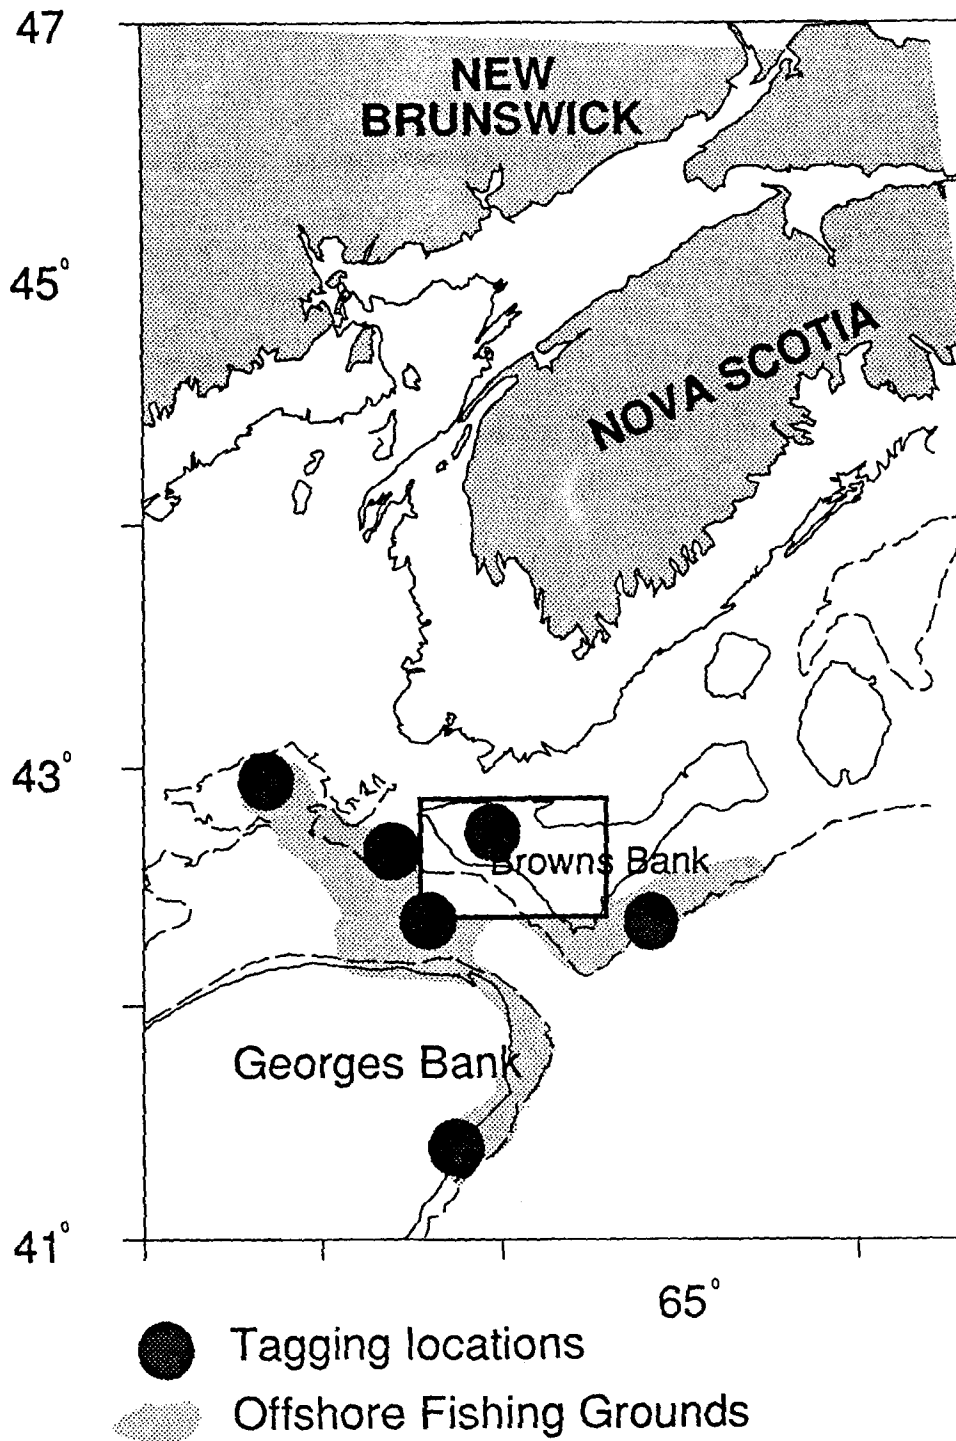 47
NEW
BRUNSWICK
45°
NOVA SCOTIA
43°
Browns Bank
Georges Bank
41°
65°
Tagging locations
Offshore Fishing Grounds